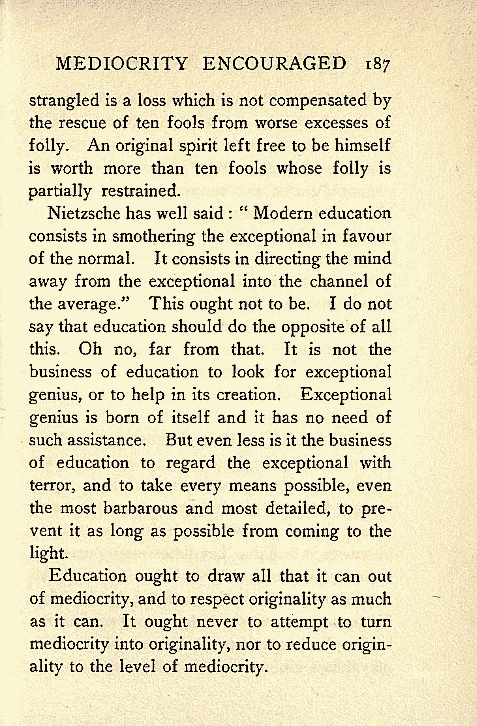 MEDIOCRITY ENCOURAGED 187
strangled is a loss which is not compensated by
the rescue of ten fools from worse excesses of
folly. An original spirit left free to be himself
is worth more than ten fools whose folly is
partially restrained.
Nietzsche has well said : “ Modern education
consists in smothering the exceptional in favour
of the normal. It consists in directing the mind
away from the exceptional into the channel of
the average.” This ought not to be. I do not
say that education should do the opposite of all
this. Oh no, far from that. It is not the
business of education to look for exceptional
genius, or to help in its creation. Exceptional
genius is born of itself and it has no need of
such assistance. But even less is it the business
of education to regard the exceptional with
terror, and to take every means possible, even
the most barbarous and most detailed, to pre-
vent it as long as possible from coming to the
light.
Education ought to draw all that it can out
of mediocrity, and to respect originality as much
as it can. It ought never to attempt to turn
mediocrity into originality, nor to reduce origin-
ality to the level of mediocrity.